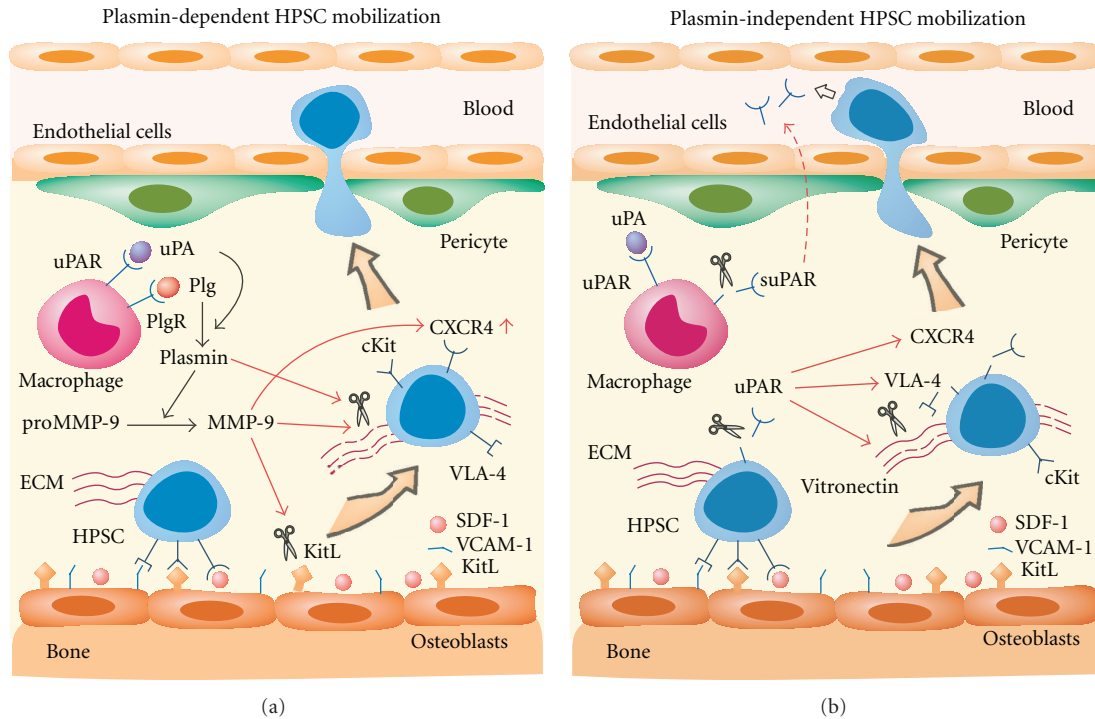 Plasmin-dependent HPSC mobilization
Blood
Endothelial cells
Pericyte
uPA
uPAR
Plg
PlgR
Macrophage
Plasmin
CXCR4 ↑
cKit
proMMP-9
MMP-9
VLA-4
ECM
HPSC
KitL
SDF-1
VCAM-1
KitL
Osteoblasts
Bone
(a)
Plasmin-independent HPSC mobilization
Blood
Endothelial cells
Pericyte
uPA
uPAR
suPAR
Macrophage
CXCR4
VLA-4
uPAR
ECM
Vitronectin
cKit
HPSC
SDF-1
VCAM-1
KitL
Osteoblasts
Bone
(b)